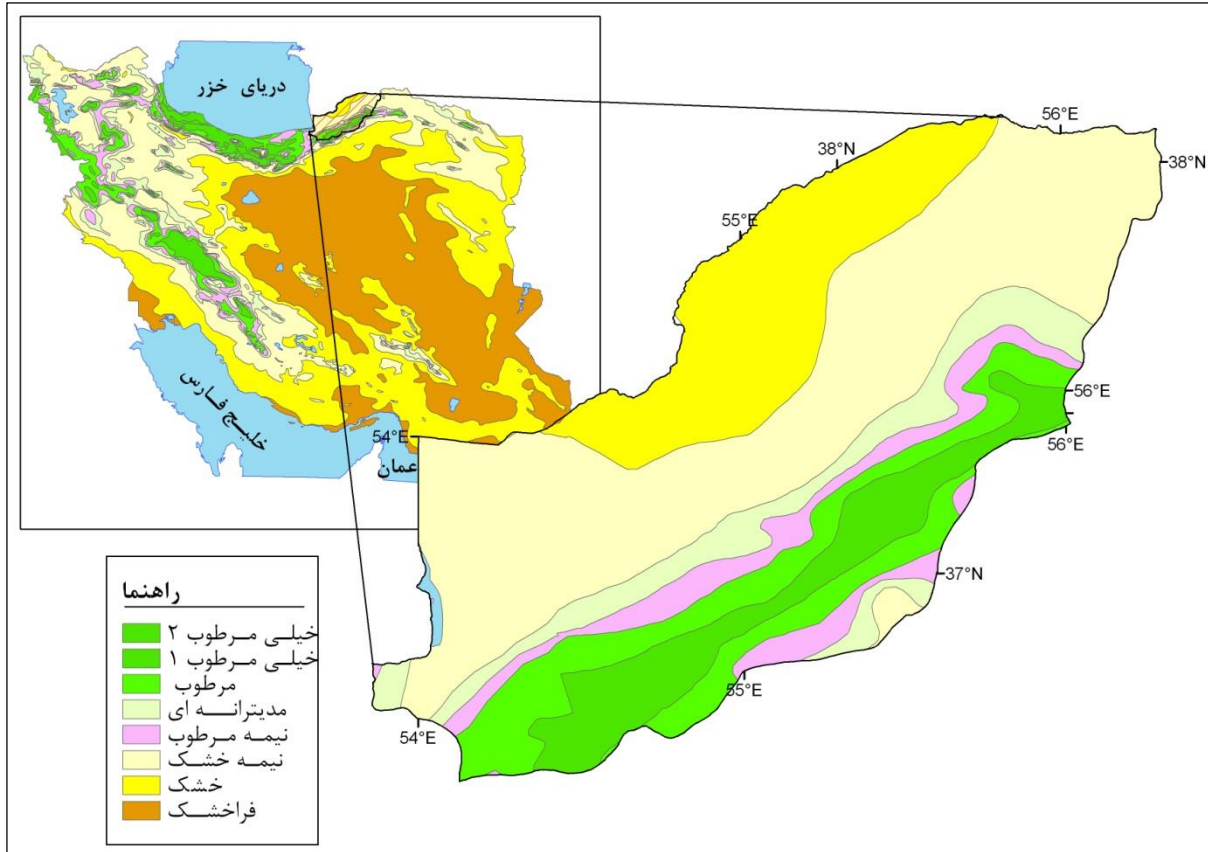 دریای خزر
خلیج فارس
عمان
56°E
38°N
38°N
55°E
54°E
56°E
56°E
37°N
55°E
54°E
راهنما
خیلی مرطوب ۲
خیلی مرطوب ۱
مرطوب
مدیترانه ای
نیمه مرطوب
نیمه خشک
خشک
فراخشک